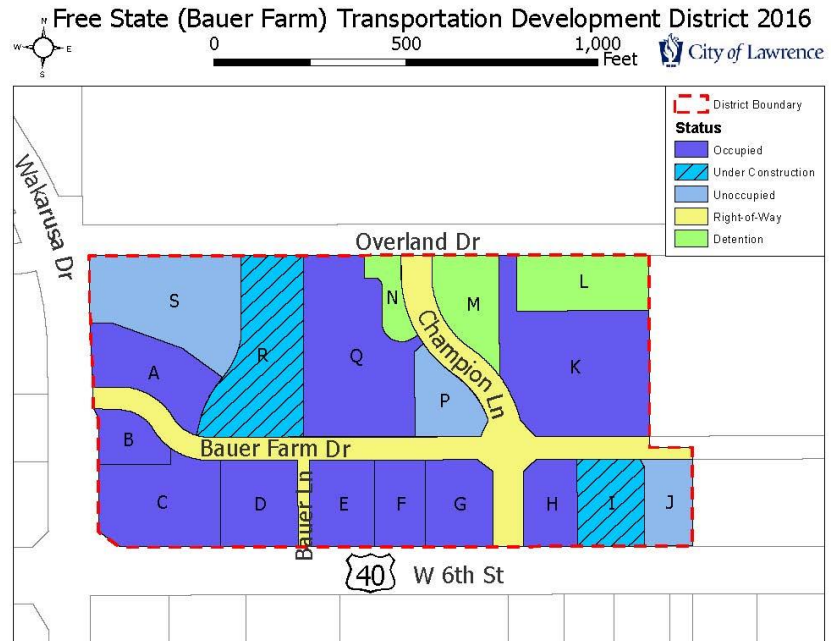 Free State (Bauer Farm) Transportation Development District 2016
N
W E
S
0 500 1,000
Feet
City of Lawrence
District Boundary
Status
Occupied
Under Construction
Unoccupied
Right-of-Way
Detention
Wakarusa Dr
Overland Dr
S
R
Q
N
M
L
A
Champion Ln
K
P
B
Bauer Farm Dr
C
D
Bauer Ln
E
F
G
H
I
J
40 W 6th St